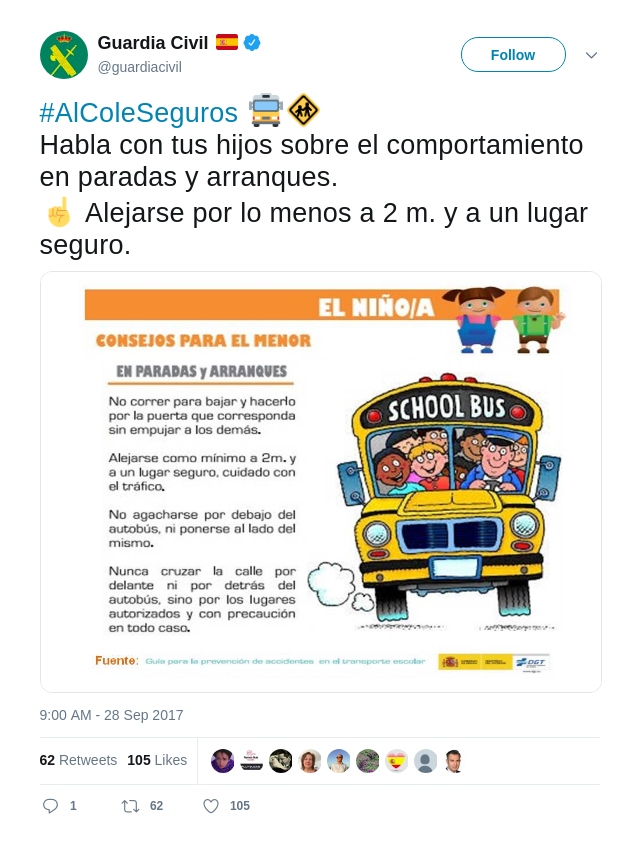 Guardia Civil
@guardiacivil
Follow
#AlColeSeguros
Habla con tus hijos sobre el comportamiento
en paradas y arranques.
Alejarse por lo menos a 2 m. y a un lugar
seguro.
EL NIÑO/A
CONSEJOS PARA EL MENOR
EN PARADAS y ARRANQUES
No correr para bajar y hacerlo
por la puerta que corresponda
sin empujar a los demás.
Alejarse como mínimo a 2m. y
a un lugar seguro, cuidado con
el tráfico.
No agacharse por debajo del
autobús, ni ponerse al lado del
mismo.
Nunca cruzar la calle por
delante ni por detrás del
autobús, sino por los lugares
autorizados y con precaución
en todo caso.
SCHOOL BUS
Fuente: Guía para la prevención de accidentes en el transporte escolar
DGT
9:00 AM - 28 Sep 2017
62 Retweets 105 Likes
1 62 105